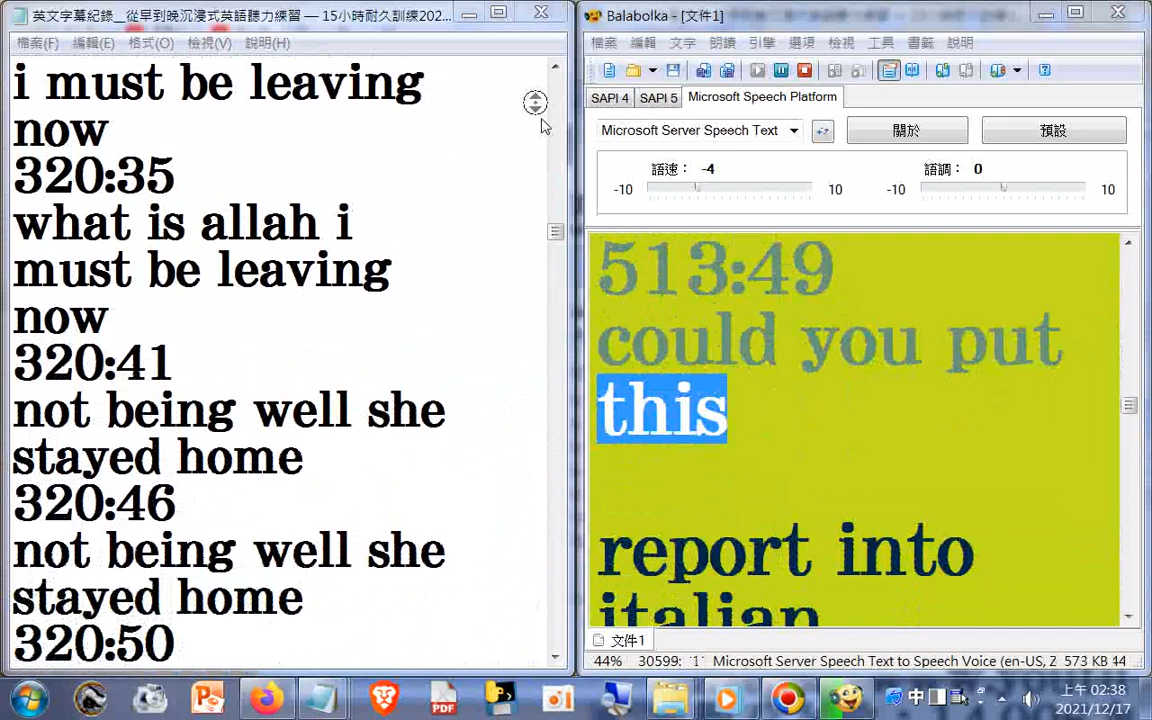 英文字幕紀錄__從早到晚沉浸式英語聽力練習 — 15小時耐久訓練202...
檔案(F) 編輯(E) 格式(O) 檢視(V) 說明(H)
i must be leaving
now
320:35
what is allah i
must be leaving
now
320:41
not being well she
stayed home
320:46
not being well she
stayed home
320:50
Balabolka - [文件1]
檔案 編輯 文字 朗讀 引擎 選項 檢視 工具 書籤 說明
SAPI 4 SAPI 5 Microsoft Speech Platform
Microsoft Server Speech Text 關於 預設
語速： -4 語調： 0
-10 10 -10 10
513:49
could you put
this
report into
italian
文件1
44% 30599: Microsoft Server Speech Text to Speech Voice (en-US, Z 573 KB 44
中
上午 02:38
2021/12/17